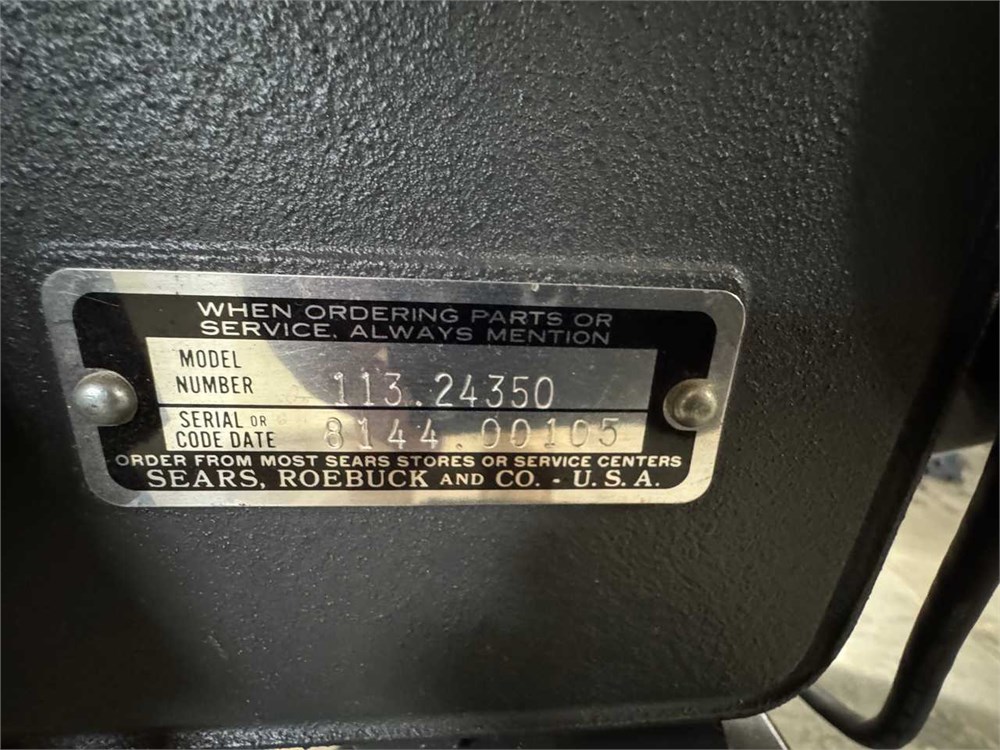 WHEN ORDERING PARTS OR
SERVICE, ALWAYS MENTION
MODEL
NUMBER 113.24350
SERIAL OR
CODE DATE 8144.00105
ORDER FROM MOST SEARS STORES OR SERVICE CENTERS
SEARS, ROEBUCK AND CO. - U.S.A.